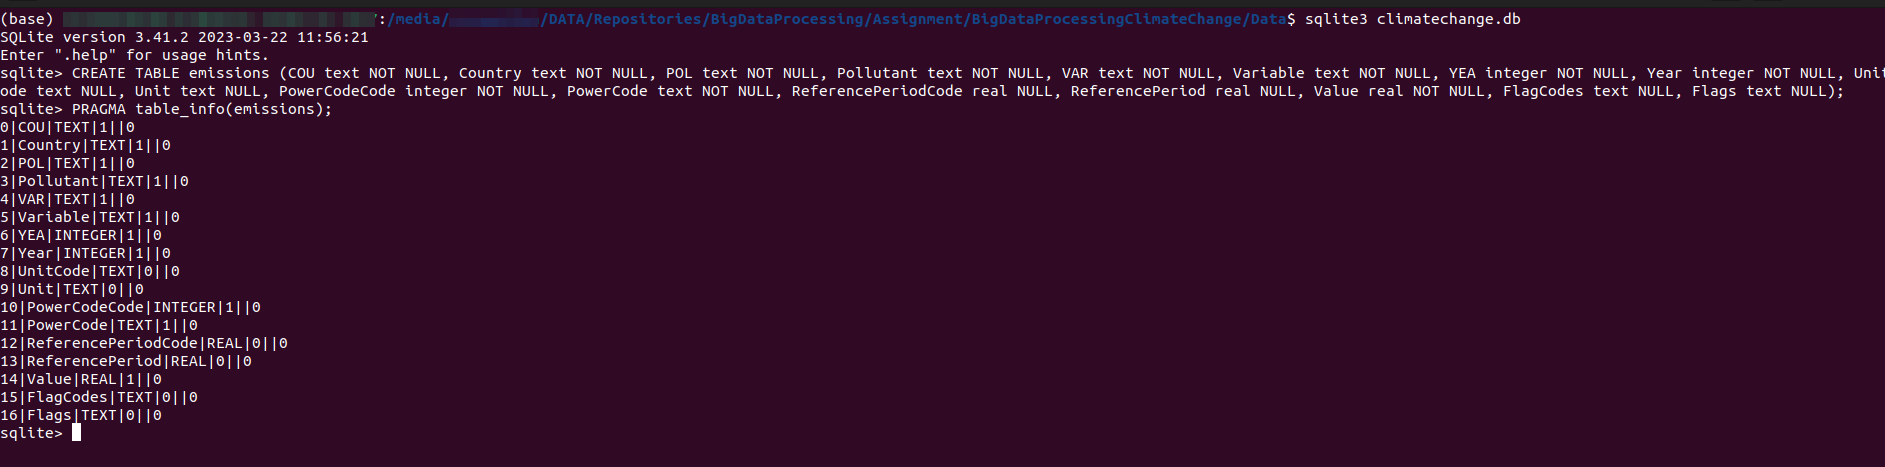 (base) :/media/ /DATA/Repositories/BigDataProcessing/Assignment/BigDataProcessingClimateChange/Data$ sqlite3 climatechange.db
SQLite version 3.41.2 2023-03-22 11:56:21
Enter ".help" for usage hints.
sqlite> CREATE TABLE emissions (COU text NOT NULL, Country text NOT NULL, POL text NOT NULL, Pollutant text NOT NULL, VAR text NOT NULL, Variable text NOT NULL, YEA integer NOT NULL, Year integer NOT NULL, Unit
ode text NULL, Unit text NULL, PowerCodeCode integer NOT NULL, PowerCode text NOT NULL, ReferencePeriodCode real NULL, ReferencePeriod real NULL, Value real NOT NULL, FlagCodes text NULL, Flags text NULL);
sqlite> PRAGMA table_info(emissions);
0|COU|TEXT|1||0
1|Country|TEXT|1||0
2|POL|TEXT|1||0
3|Pollutant|TEXT|1||0
4|VAR|TEXT|1||0
5|Variable|TEXT|1||0
6|YEA|INTEGER|1||0
7|Year|INTEGER|1||0
8|UnitCode|TEXT|0||0
9|Unit|TEXT|0||0
10|PowerCodeCode|INTEGER|1||0
11|PowerCode|TEXT|1||0
12|ReferencePeriodCode|REAL|0||0
13|ReferencePeriod|REAL|0||0
14|Value|REAL|1||0
15|FlagCodes|TEXT|0||0
16|Flags|TEXT|0||0
sqlite>